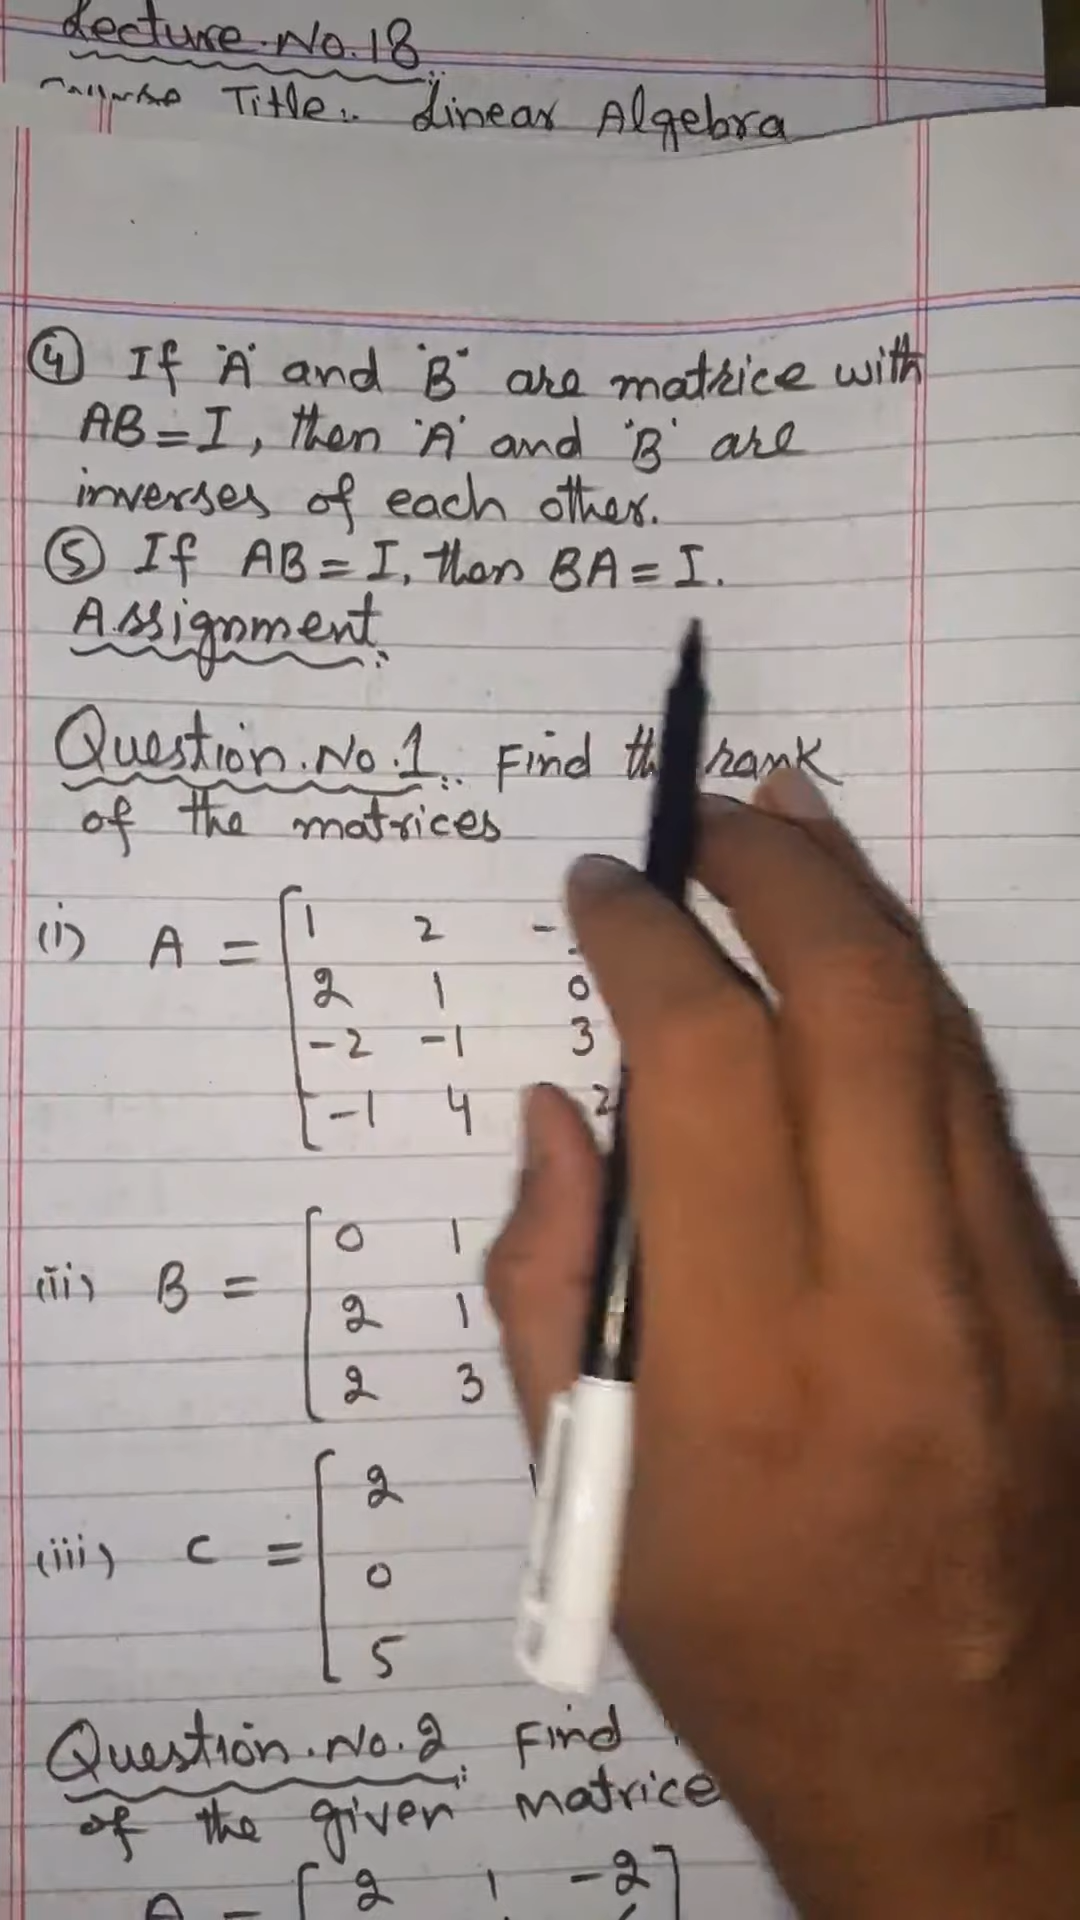 Lecture.No.18
Title:. Linear Algebra
④ If "A" and "B" are matrice with
AB=I, then 'A' and 'B' are
inverses of each other.
⑤ If AB=I, then BA=I.
Assignment:
Question.No.1:. Find rank
of the matrices
(i) A = [ 1 2 -
2 1 0
-2 -1 3
-1 4 2
(ii) B = [ 0 1
2 1
2 3
(iii) C = [ 2 1
0
5
Question.No.2: Find
of the given matrice
A = [ 2 1 -2 ]